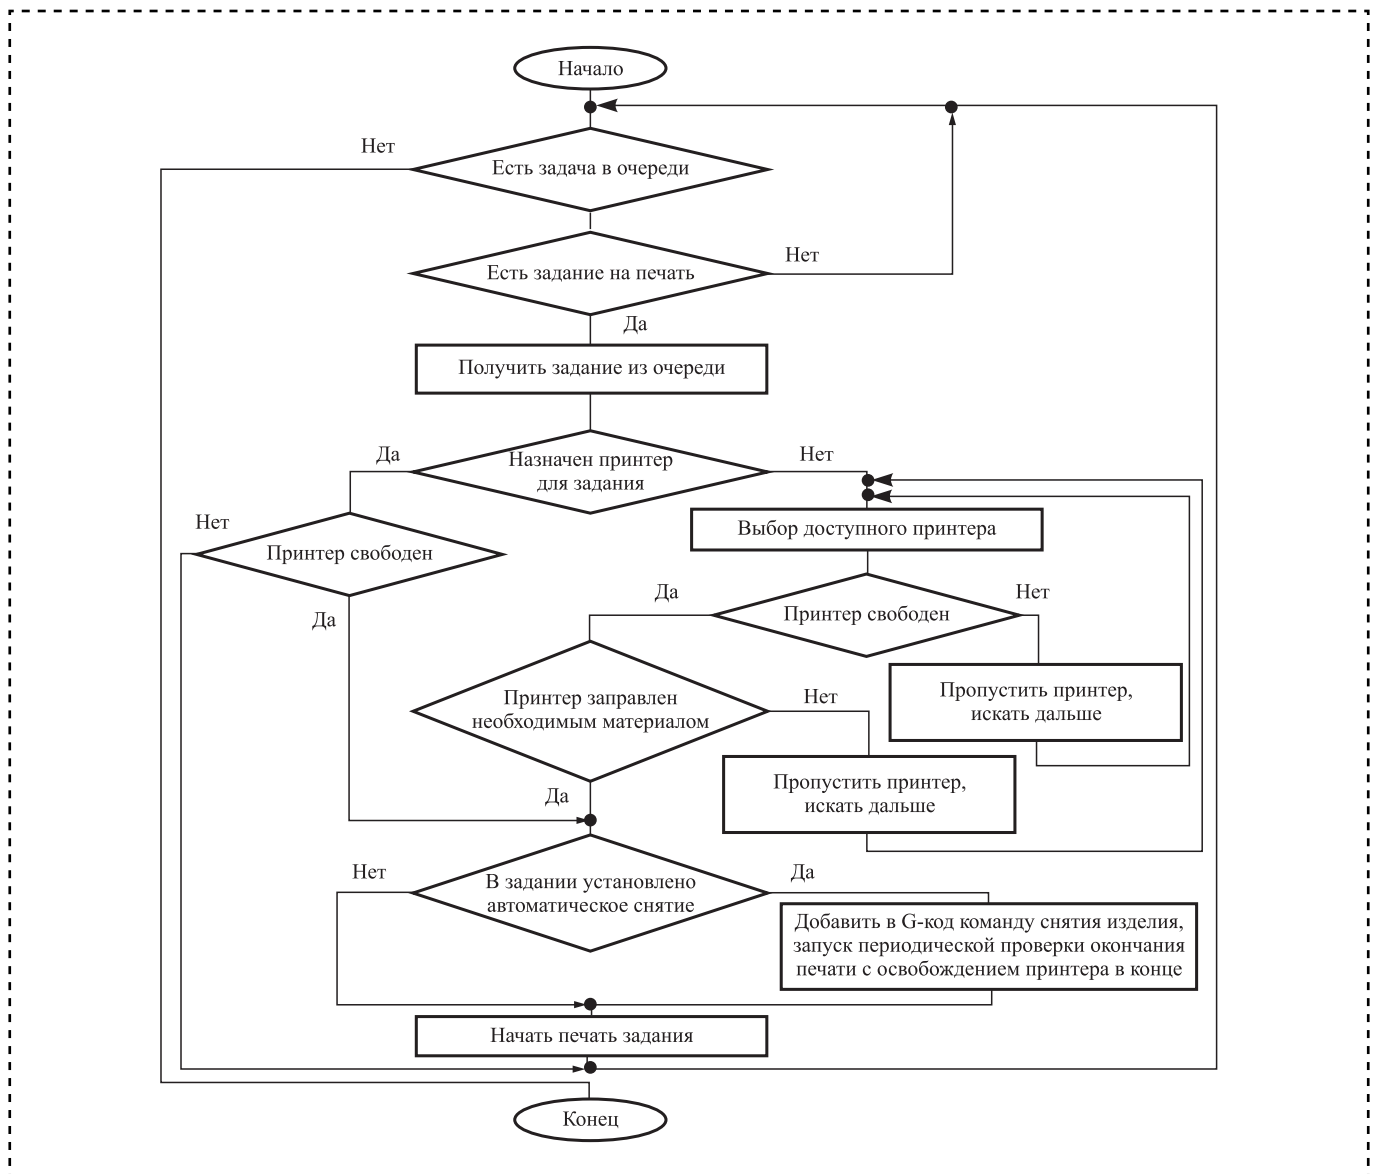 Начало
Нет
Есть задача в очереди
Есть задание на печать
Нет
Да
Получить задание из очереди
Да
Назначен принтер
для задания
Нет
Нет
Принтер свободен
Выбор доступного принтера
Да
Да
Принтер свободен
Нет
Принтер заправлен
необходимым материалом
Нет
Пропустить принтер,
искать дальше
Да
Пропустить принтер,
искать дальше
Нет
В задании установлено
автоматическое снятие
Да
Добавить в G-код команду снятия изделия,
запуск периодической проверки окончания
печати с освобождением принтера в конце
Начать печать задания
Конец